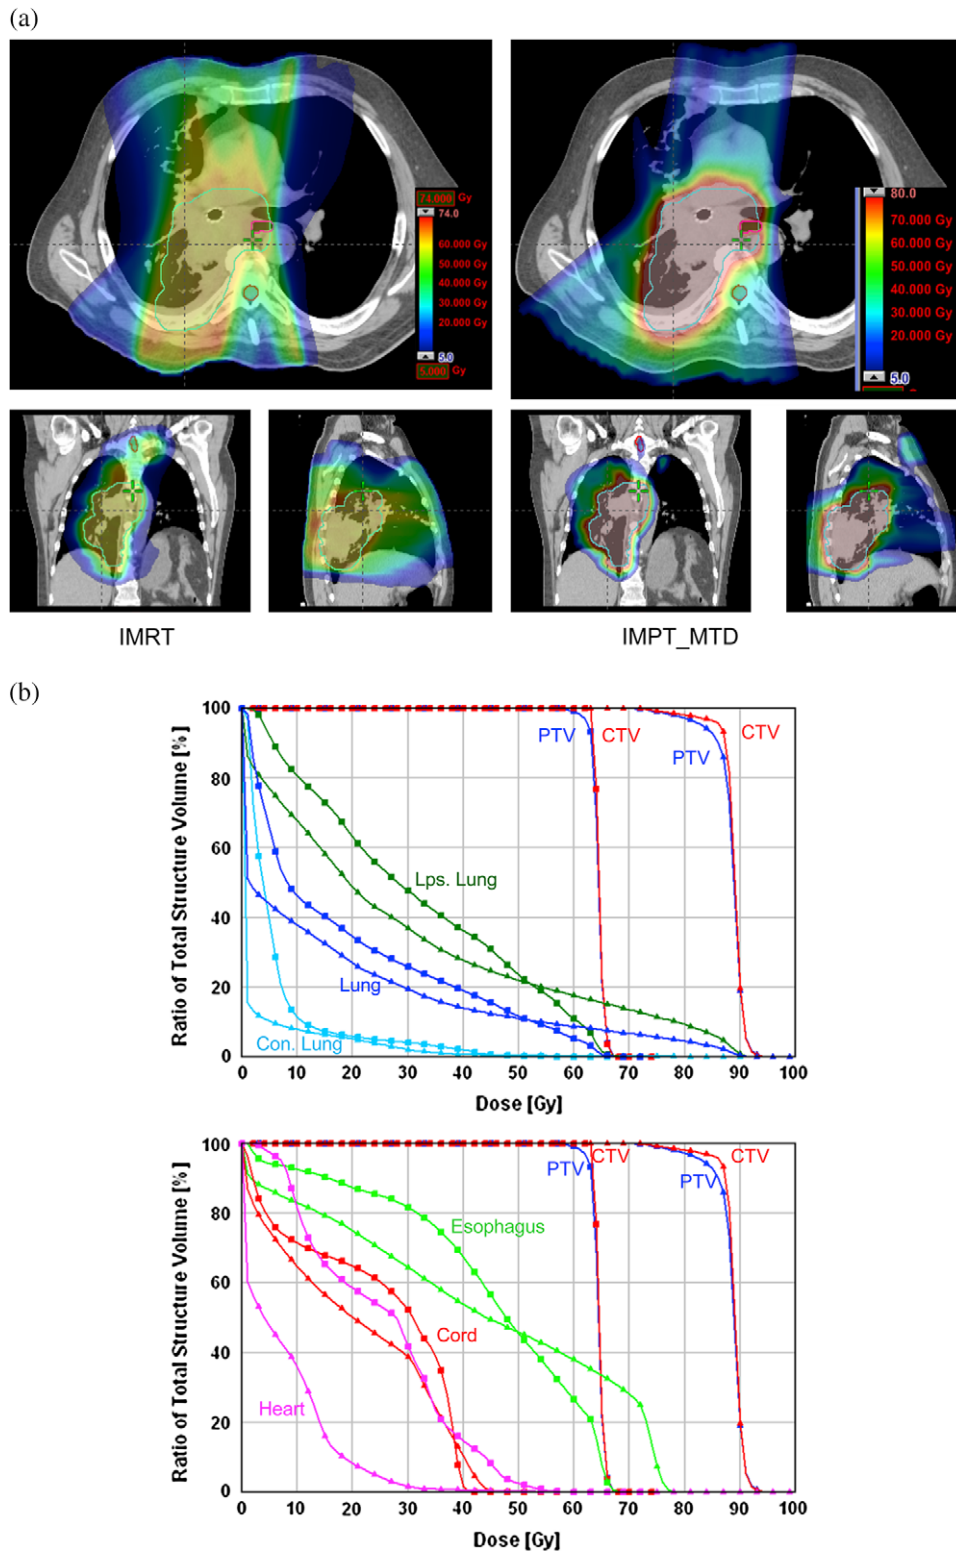 (a)
74.000 Gy
74.0
60.000 Gy
50.000 Gy
40.000 Gy
30.000 Gy
20.000 Gy
5.0
5.000 Gy
80.0
70.000 Gy
60.000 Gy
50.000 Gy
40.000 Gy
30.000 Gy
20.000 Gy
5.0
IMRT
IMPT_MTD
(b)
Ratio of Total Structure Volume [%]
100
80
60
40
20
0
PTV
CTV
PTV
CTV
Lps. Lung
Lung
Con. Lung
0 10 20 30 40 50 60 70 80 90 100
Dose [Gy]
Ratio of Total Structure Volume [%]
100
80
60
40
20
0
PTV
CTV
PTV
CTV
Esophagus
Cord
Heart
0 10 20 30 40 50 60 70 80 90 100
Dose [Gy]